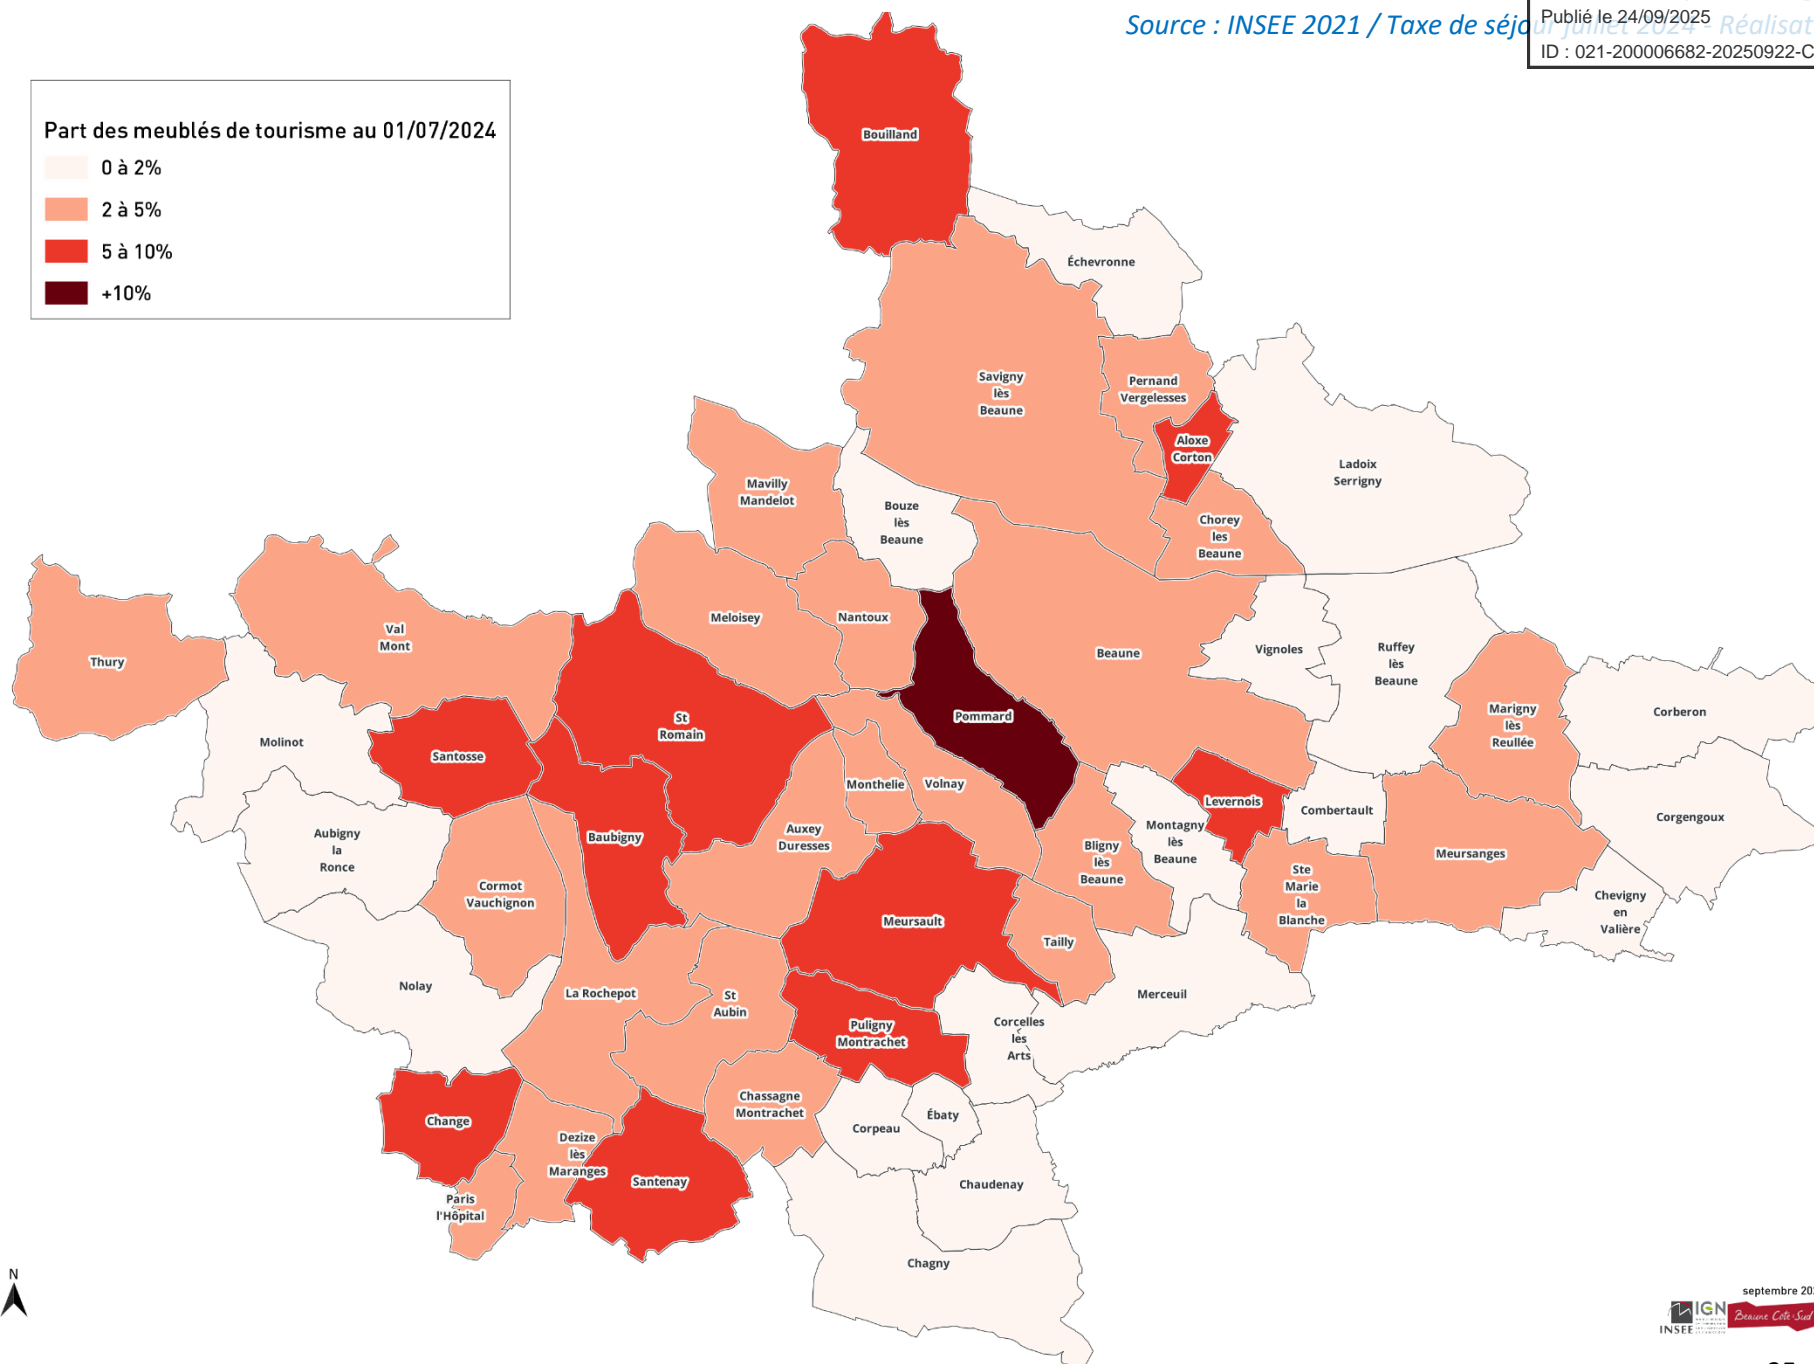 Source : INSEE 2021 / Taxe de séjour juillet 2024 - Réalisat
Publié le 24/09/2025
ID : 021-200006682-20250922-C
Part des meublés de tourisme au 01/07/2024
0 à 2%
2 à 5%
5 à 10%
+10%
Bouilland
Échevronne
Savigny
lès
Beaune
Pernand
Vergelesses
Aloxe
Corton
Ladoix
Serrigny
Mavilly
Mandelot
Bouze
lès
Beaune
Chorey
les
Beaune
Thury
Val
Mont
Meloisey
Nantoux
Beaune
Vignoles
Ruffey
lès
Beaune
Molinot
Santosse
St
Romain
Pommard
Marigny
lès
Reullée
Corberon
Monthelie
Volnay
Levernois
Combertault
Corgengoux
Aubigny
la
Ronce
Baubigny
Auxey
Duresses
Bligny
lès
Beaune
Montagny
lès
Beaune
Meursanges
Cormot
Vauchignon
Meursault
Tailly
Ste
Marie
la
Blanche
Chevigny
en
Valière
Nolay
La Rochepot
St
Aubin
Puligny
Montrachet
Corcelles
les
Arts
Merceuil
Change
Dezize
lès
Maranges
Chassagne
Montrachet
Corpeau
Ébaty
Paris
l'Hôpital
Santenay
Chaudenay
Chagny
N
septembre 202
INSEE
IGN
Beaune Côte & Sud